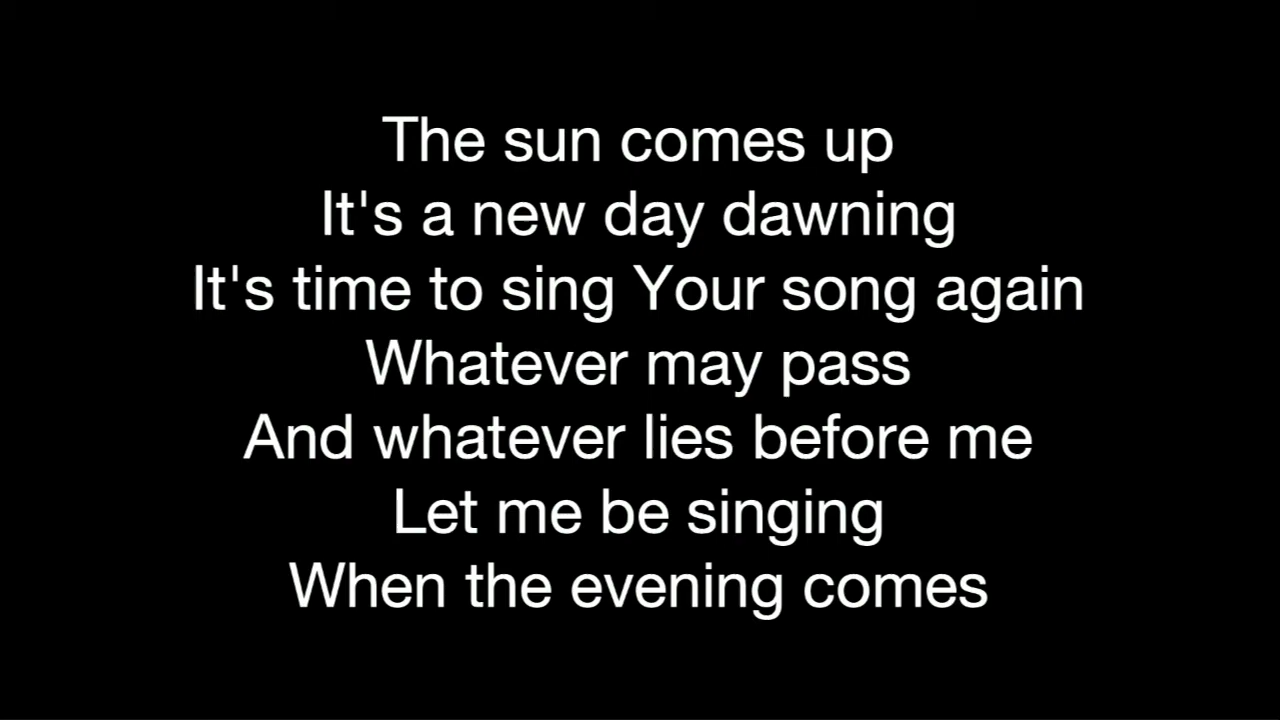 The sun comes up
It's a new day dawning
It's time to sing Your song again
Whatever may pass
And whatever lies before me
Let me be singing
When the evening comes